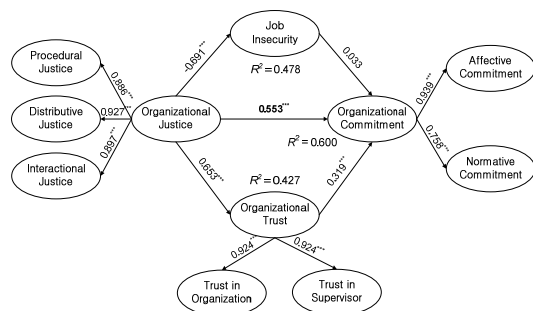 Job
Insecurity
Procedural
Justice
Affective
Commitment
0.886***
−0.691***
R² = 0.478
0.033
0.939***
Distributive
Justice
0.927***
Organizational
Justice
0.553***
Organizational
Commitment
R² = 0.600
0.897***
0.758***
Interactional
Justice
Normative
Commitment
0.653***
R² = 0.427
0.319***
Organizational
Trust
0.924***
0.924***
Trust in
Organization
Trust in
Supervisor